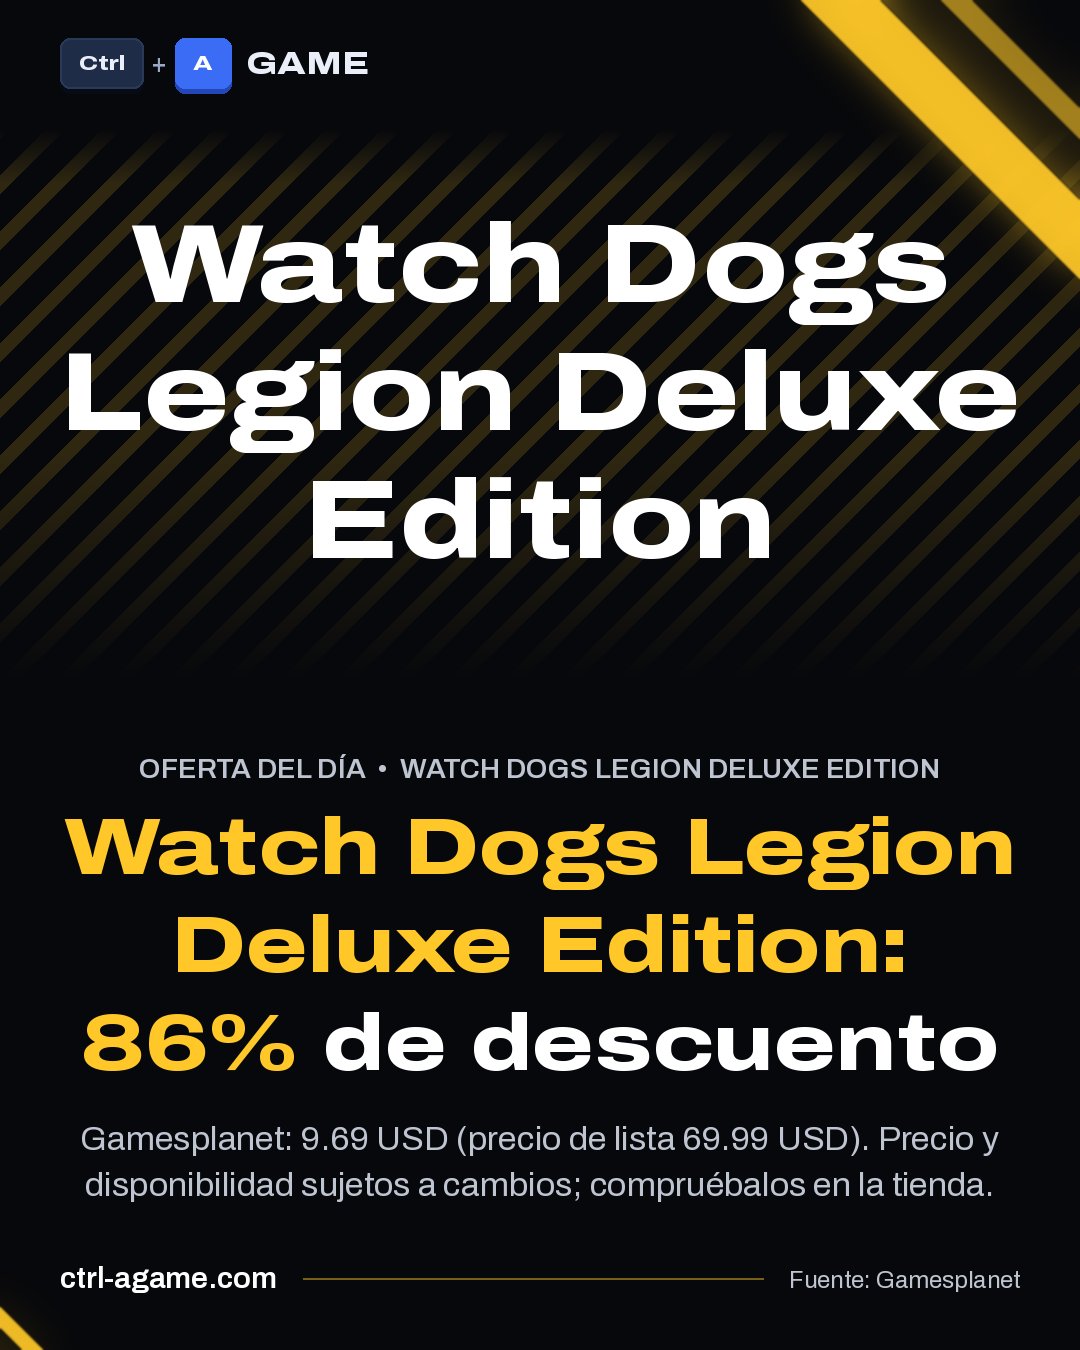 Ctrl + A GAME
Watch Dogs
Legion Deluxe
Edition
OFERTA DEL DÍA • WATCH DOGS LEGION DELUXE EDITION
Watch Dogs Legion
Deluxe Edition:
86% de descuento
Gamesplanet: 9.69 USD (precio de lista 69.99 USD). Precio y
disponibilidad sujetos a cambios; compruébalos en la tienda.
ctrl-agame.com
Fuente: Gamesplanet